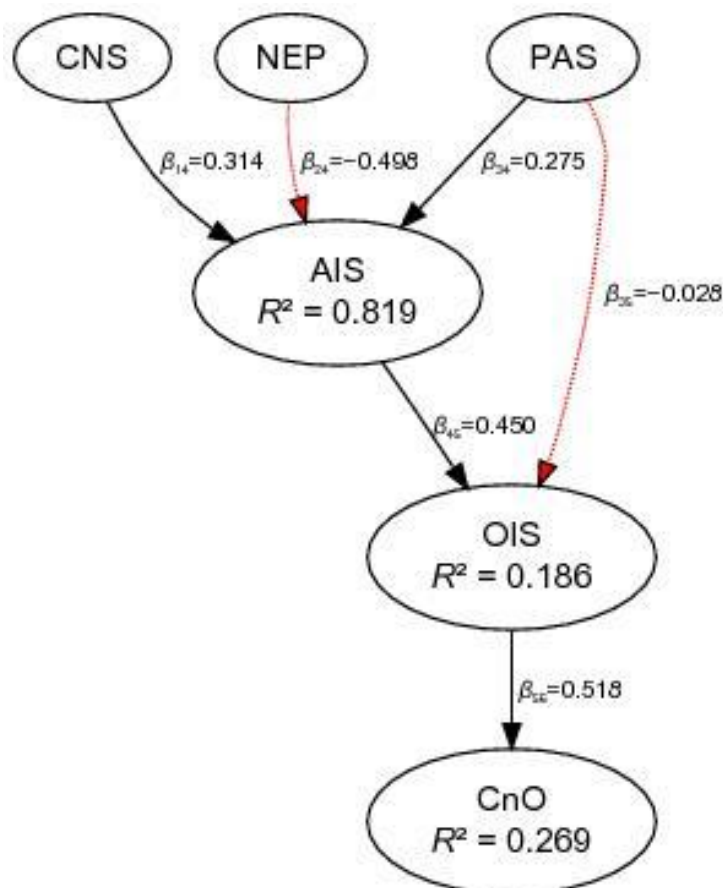 CNS
NEP
PAS
β₁₄=0.314
β₂₄=−0.498
β₃₄=0.275
AIS
R² = 0.819
β₃₅=−0.028
β₄₅=0.450
OIS
R² = 0.186
β₅₆=0.518
CnO
R² = 0.269